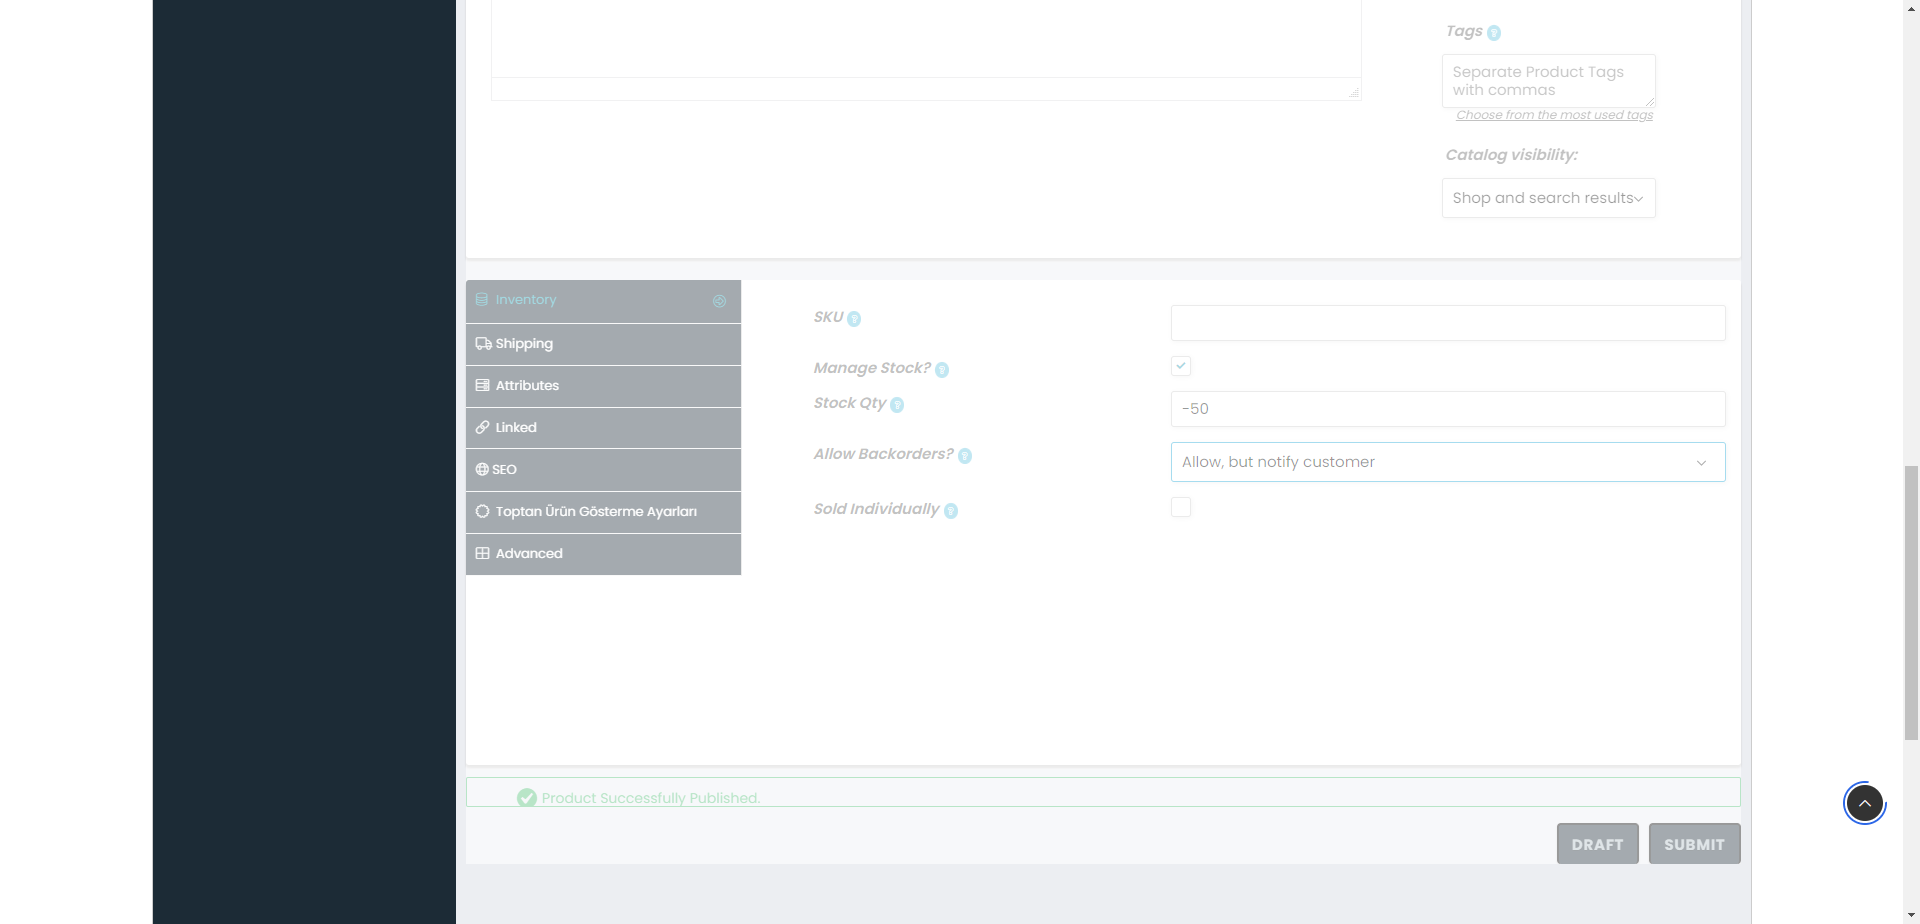 Tags
Separate Product Tags
with commas
Choose from the most used tags
Catalog visibility:
Shop and search results
Inventory
Shipping
Attributes
Linked
SEO
Toptan Ürün Gösterme Ayarları
Advanced
SKU
Manage Stock?
Stock Qty
-50
Allow Backorders?
Allow, but notify customer
Sold Individually
Product Successfully Published.
DRAFT
SUBMIT